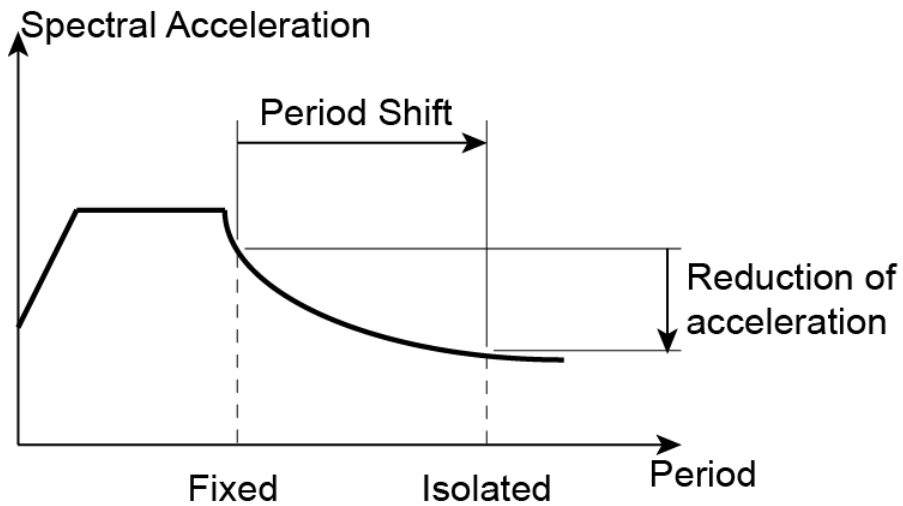 Spectral Acceleration
Period Shift
Reduction of
acceleration
Period
Fixed
Isolated